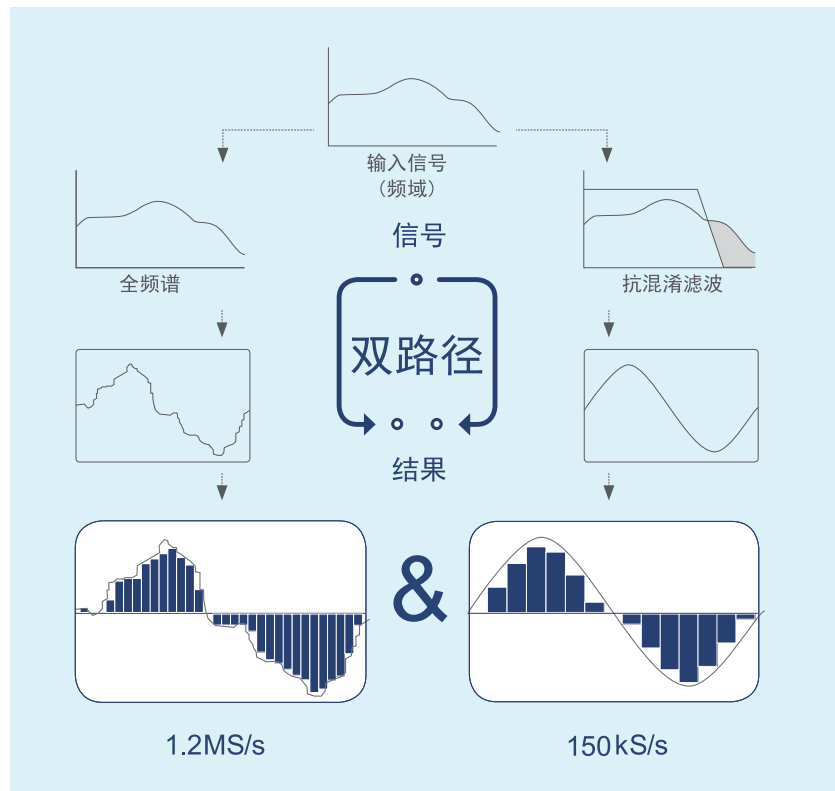 输入信号
（频域）
信号
全频谱
抗混淆滤波
双路径
结果
&
1.2MS/s
150kS/s